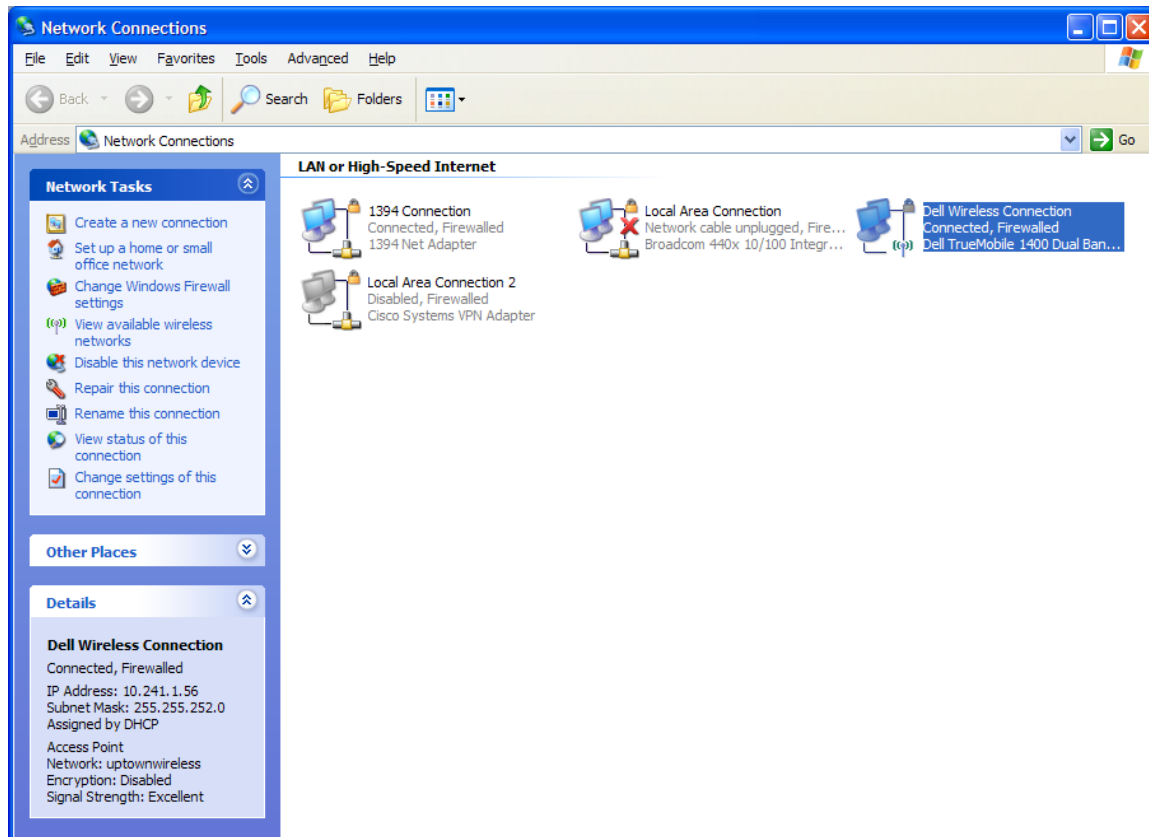 Network Connections
File Edit View Favorites Tools Advanced Help
Back Search Folders
Address Network Connections Go
Network Tasks
Create a new connection
Set up a home or small
office network
Change Windows Firewall
settings
View available wireless
networks
Disable this network device
Repair this connection
Rename this connection
View status of this
connection
Change settings of this
connection
Other Places
Details
Dell Wireless Connection
Connected, Firewalled
IP Address: 10.241.1.56
Subnet Mask: 255.255.252.0
Assigned by DHCP
Access Point
Network: uptownwireless
Encryption: Disabled
Signal Strength: Excellent
LAN or High-Speed Internet
1394 Connection
Connected, Firewalled
1394 Net Adapter
Local Area Connection
Network cable unplugged, Fire...
Broadcom 440x 10/100 Integr...
Dell Wireless Connection
Connected, Firewalled
Dell TrueMobile 1400 Dual Ban...
Local Area Connection 2
Disabled, Firewalled
Cisco Systems VPN Adapter